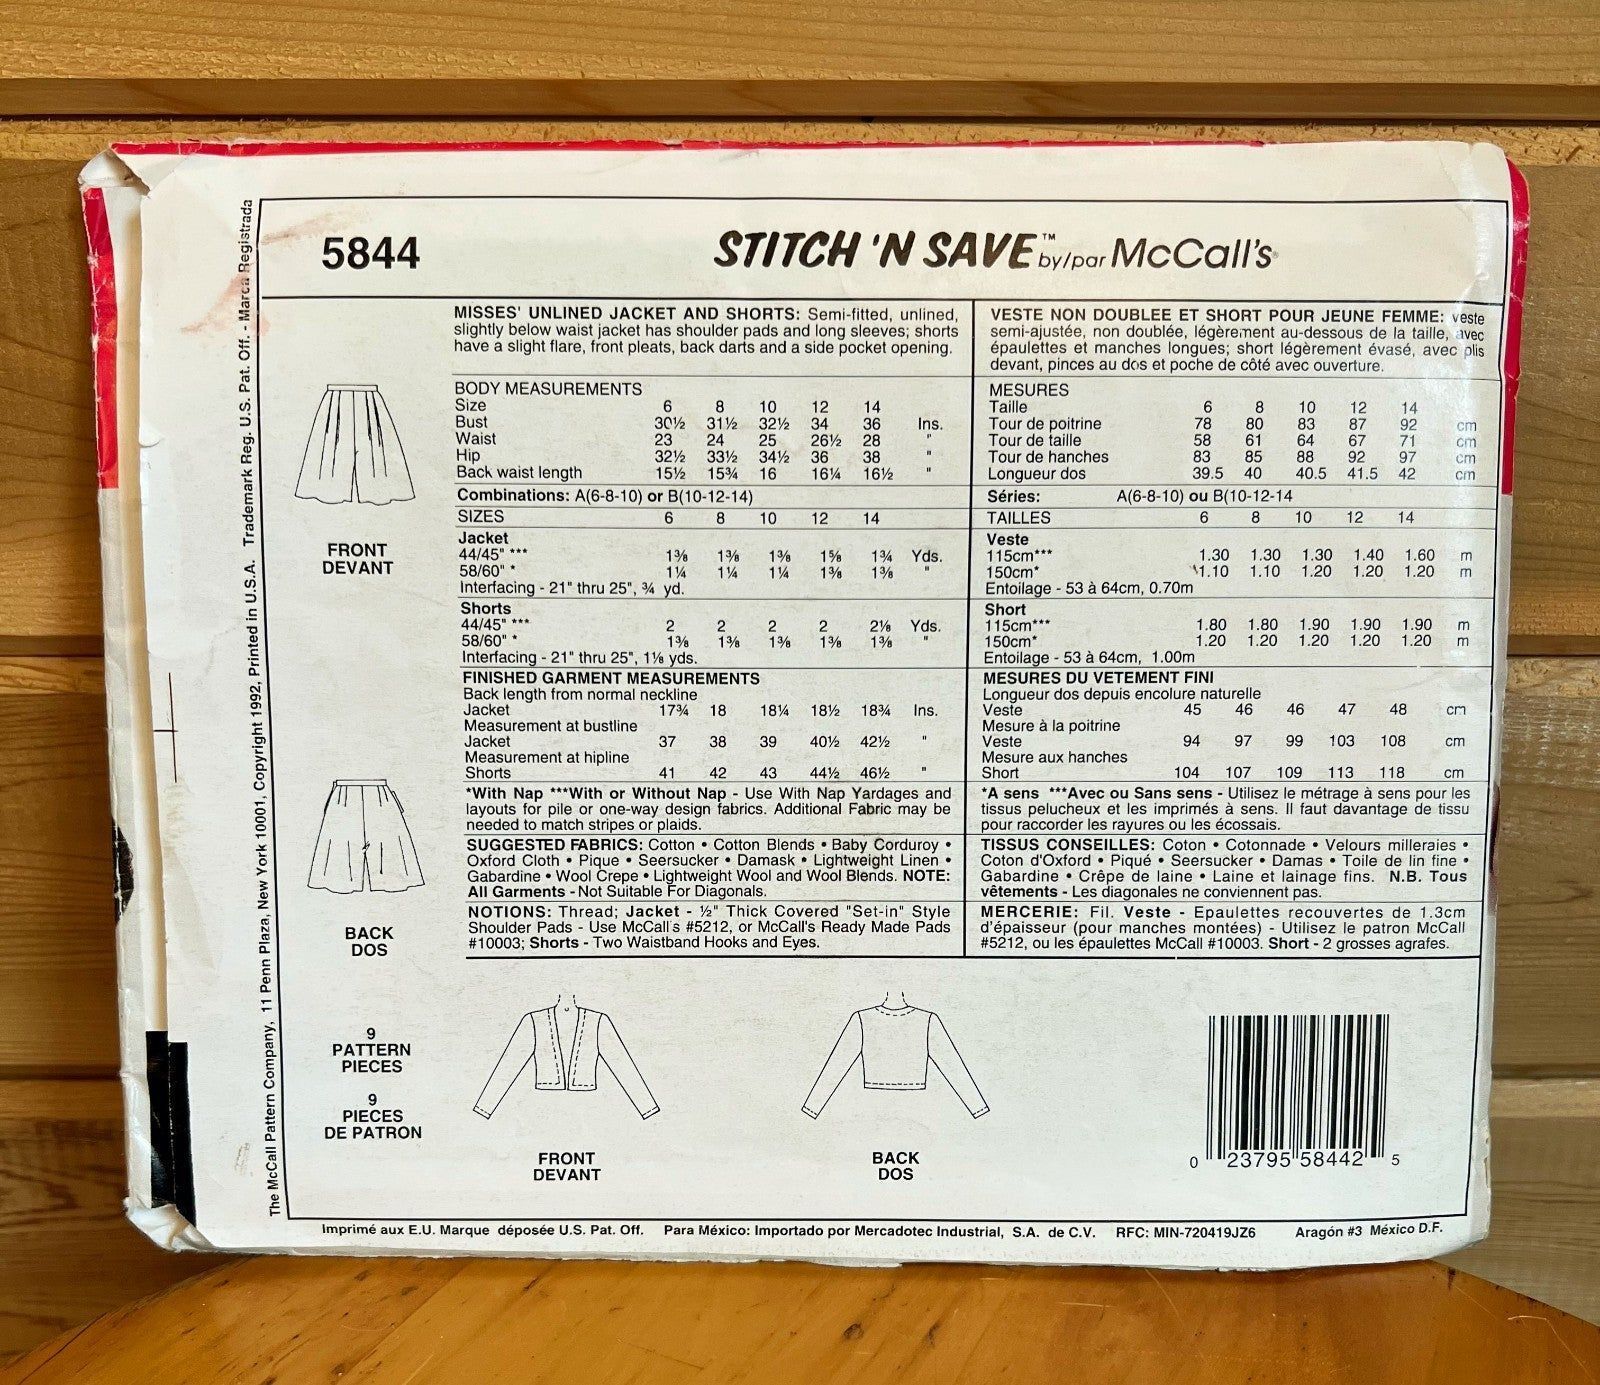 5844
STITCH 'N SAVE™ by/par McCall's®
MISSES' UNLINED JACKET AND SHORTS: Semi-fitted, unlined,
slightly below waist jacket has shoulder pads and long sleeves; shorts
have a slight flare, front pleats, back darts and a side pocket opening.
BODY MEASUREMENTS
Size 6 8 10 12 14
Bust 30½ 31½ 32½ 34 36 Ins.
Waist 23 24 25 26½ 28 "
Hip 32½ 33½ 34½ 36 38 "
Back waist length 15½ 15¾ 16 16¼ 16½ "
Combinations: A(6-8-10) or B(10-12-14)
SIZES 6 8 10 12 14
Jacket
44/45" *** 1⅜ 1⅜ 1⅜ 1⅝ 1¾ Yds.
58/60" * 1¼ 1¼ 1¼ 1⅜ 1⅜ "
Interfacing - 21" thru 25", ¾ yd.
Shorts
44/45" *** 2 2 2 2 2⅛ Yds.
58/60" * 1⅜ 1⅜ 1⅜ 1⅜ 1⅜ "
Interfacing - 21" thru 25", 1⅛ yds.
FINISHED GARMENT MEASUREMENTS
Back length from normal neckline
Jacket 17¾ 18 18¼ 18½ 18¾ Ins.
Measurement at bustline
Jacket 37 38 39 40½ 42½ "
Measurement at hipline
Shorts 41 42 43 44½ 46½ "
*With Nap ***With or Without Nap - Use With Nap Yardages and
layouts for pile or one-way design fabrics. Additional Fabric may be
needed to match stripes or plaids.
SUGGESTED FABRICS: Cotton • Cotton Blends • Baby Corduroy •
Oxford Cloth • Pique • Seersucker • Damask • Lightweight Linen •
Gabardine • Wool Crepe • Lightweight Wool and Wool Blends. NOTE:
All Garments - Not Suitable For Diagonals.
NOTIONS: Thread; Jacket - ½" Thick Covered "Set-in" Style
Shoulder Pads - Use McCall's #5212, or McCall's Ready Made Pads
#10003; Shorts - Two Waistband Hooks and Eyes.
VESTE NON DOUBLEE ET SHORT POUR JEUNE FEMME: veste
semi-ajustée, non doublée, légèrement au-dessous de la taille, avec
épaulettes et manches longues; short légèrement évasé, avec plis
devant, pinces au dos et poche de côté avec ouverture.
MESURES
Taille 6 8 10 12 14
Tour de poitrine 78 80 83 87 92 cm
Tour de taille 58 61 64 67 71 cm
Tour de hanches 83 85 88 92 97 cm
Longueur dos 39.5 40 40.5 41.5 42 cm
Séries: A(6-8-10) ou B(10-12-14
TAILLES 6 8 10 12 14
Veste
115cm*** 1.30 1.30 1.30 1.40 1.60 m
150cm* 1.10 1.10 1.20 1.20 1.20 m
Entoilage - 53 à 64cm, 0.70m
Short
115cm*** 1.80 1.80 1.90 1.90 1.90 m
150cm* 1.20 1.20 1.20 1.20 1.20 m
Entoilage - 53 à 64cm, 1.00m
MESURES DU VETEMENT FINI
Longueur dos depuis encolure naturelle
Veste 45 46 46 47 48 cm
Mesure à la poitrine
Veste 94 97 99 103 108 cm
Mesure aux hanches
Short 104 107 109 113 118 cm
*A sens ***Avec ou Sans sens - Utilisez le métrage à sens pour les
tissus pelucheux et les imprimés à sens. Il faut davantage de tissu
pour raccorder les rayures ou les écossais.
TISSUS CONSEILLES: Coton • Cotonnade • Velours milleraies •
Coton d'Oxford • Piqué • Seersucker • Damas • Toile de lin fine •
Gabardine • Crêpe de laine • Laine et lainage fins. N.B. Tous
vêtements - Les diagonales ne conviennent pas.
MERCERIE: Fil. Veste - Epaulettes recouvertes de 1.3cm
d'épaisseur (pour manches montées) - Utilisez le patron McCall
#5212, ou les épaulettes McCall #10003. Short - 2 grosses agrafes.
FRONT
DEVANT
BACK
DOS
9
PATTERN
PIECES
9
PIECES
DE PATRON
FRONT
DEVANT
BACK
DOS
0 23795 58442 5
Imprimé aux E.U. Marque déposée U.S. Pat. Off. Para México: Importado por Mercadotec Industrial, S.A. de C.V. RFC: MIN-720419JZ6 Aragón #3 México D.F.
The McCall Pattern Company, 11 Penn Plaza, New York 10001, Copyright 1992, Printed in U.S.A. Trademark Reg. U.S. Pat. Off. - Marca Registrada